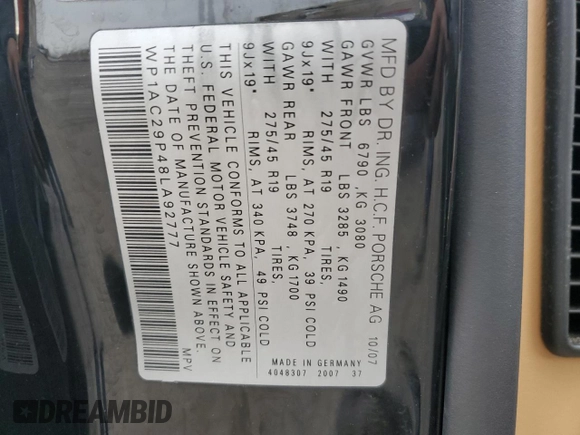 MFD BY DR. ING. H.C.F. PORSCHE AG 10/07
GVWR LBS 6790 ,KG 3080
GAWR FRONT LBS 3285 ,KG1490
WITH 275/45 R19 TIRES,
9Jx19* RIMS, AT 270 KPA, 39 PSI COLD
GAWR REAR LBS 3748 ,KG1700
WITH 275/45 R19 TIRES,
9Jx19* RIMS, AT 340 KPA, 49 PSI COLD
THIS VEHICLE CONFORMS TO ALL APPLICABLE
U.S. FEDERAL MOTOR VEHICLE SAFETY AND
THEFT PREVENTION STANDARDS IN EFFECT ON
THE DATE OF MANUFACTURE SHOWN ABOVE.
WP1AC29P48LA92777 MPV
MADE IN GERMANY
4048307 2007 37
DREAMBID